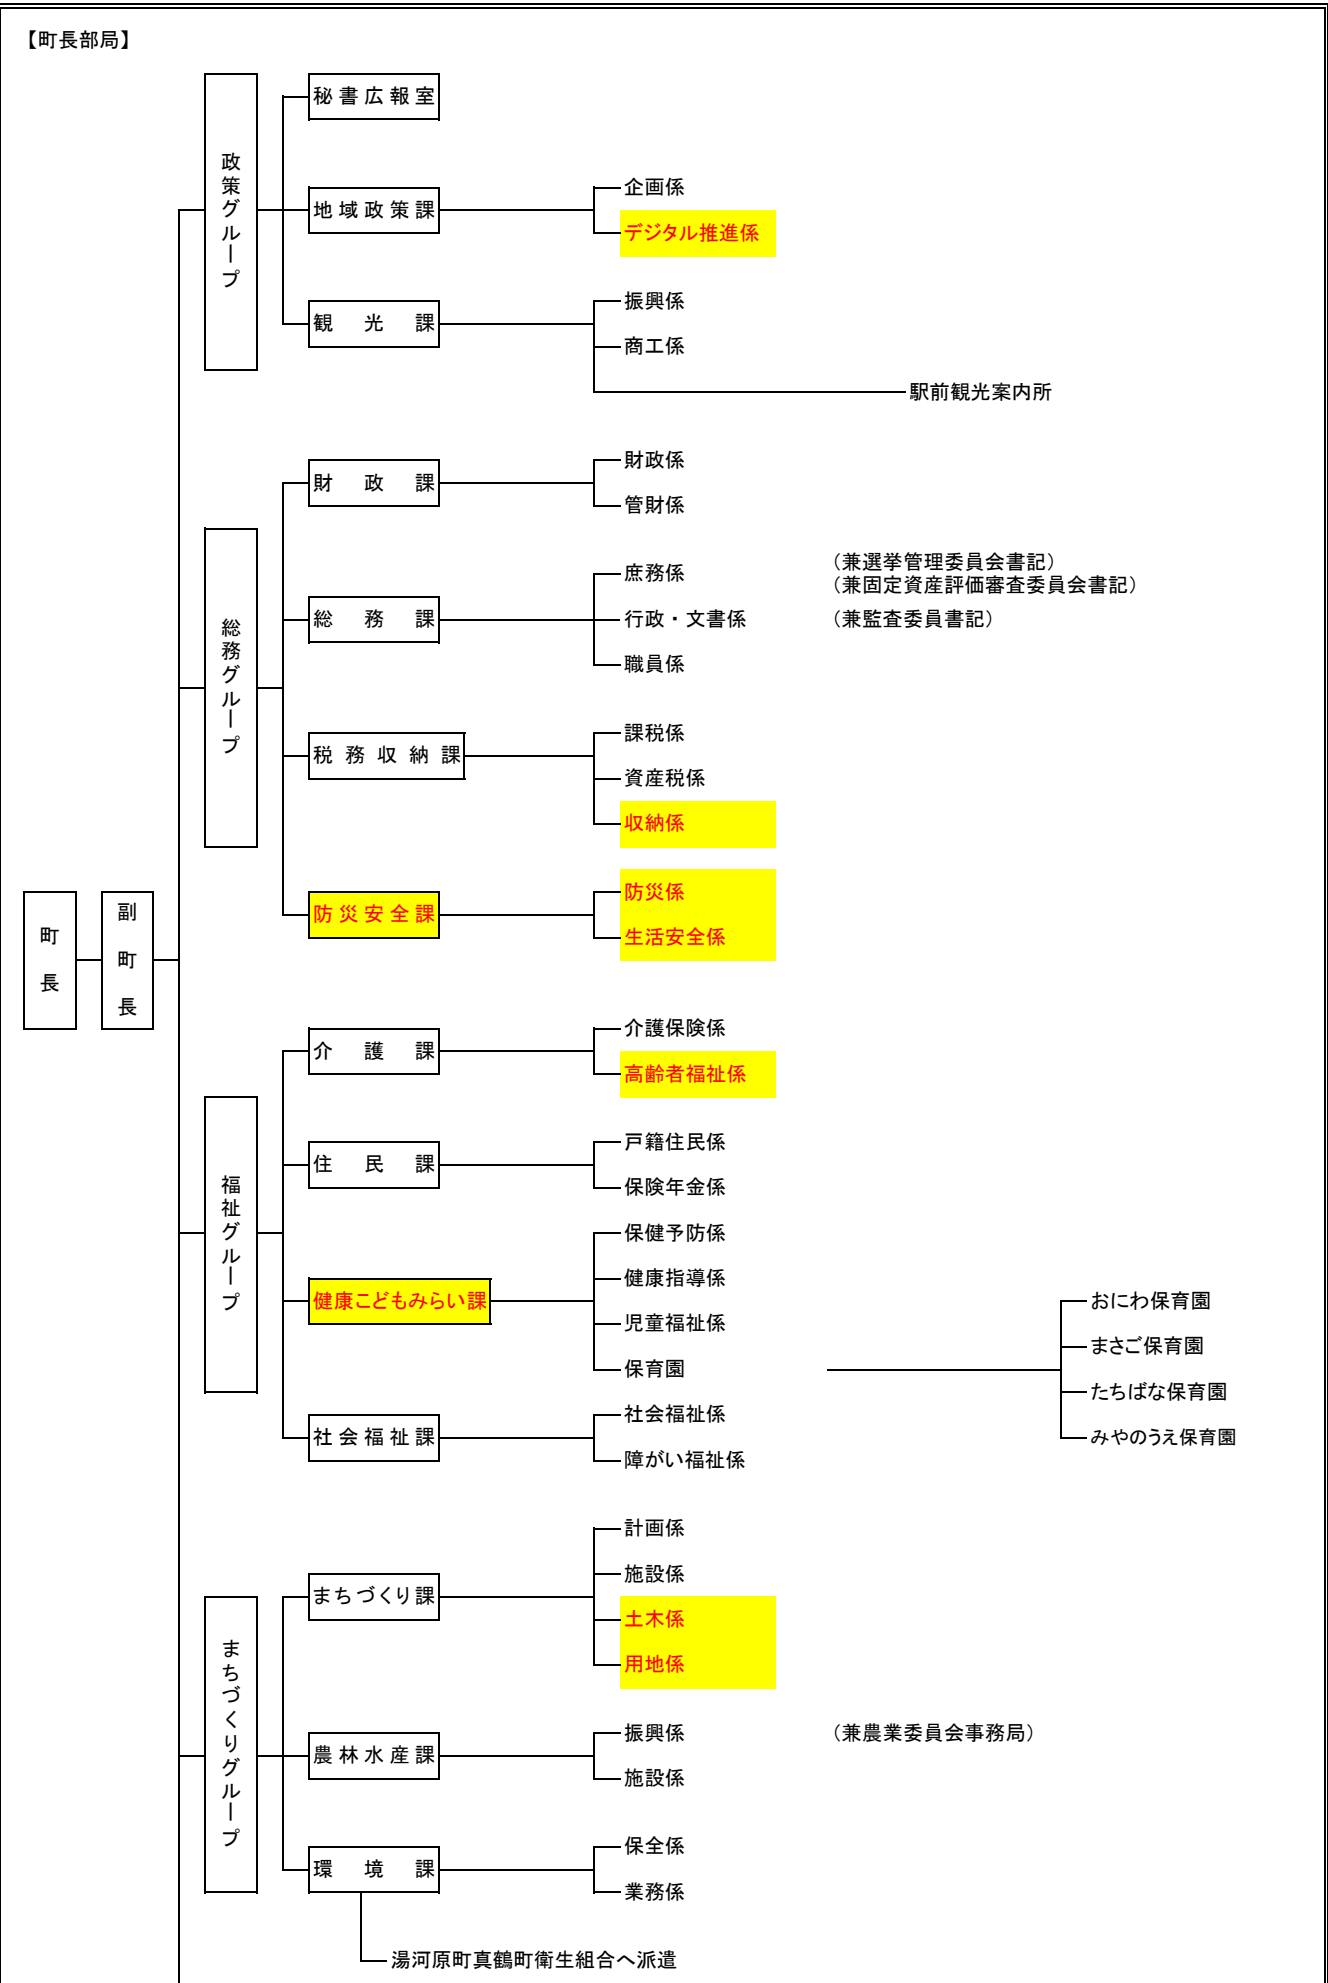 【町長部局】
町長
副町長
政策グループ
秘書広報室
地域政策課
企画係
デジタル推進係
観光課
振興係
商工係
駅前観光案内所
総務グループ
財政課
財政係
管財係
総務課
庶務係
（兼選挙管理委員会書記）
（兼固定資産評価審査委員会書記）
行政・文書係
（兼監査委員書記）
職員係
税務収納課
課税係
資産税係
収納係
防災安全課
防災係
生活安全係
福祉グループ
介護課
介護保険係
高齢者福祉係
住民課
戸籍住民係
保険年金係
健康こどもみらい課
保健予防係
健康指導係
児童福祉係
保育園
おにわ保育園
まさご保育園
たちばな保育園
みやのうえ保育園
社会福祉課
社会福祉係
障がい福祉係
まちづくりグループ
まちづくり課
計画係
施設係
土木係
用地係
農林水産課
振興係
（兼農業委員会事務局）
施設係
環境課
保全係
業務係
湯河原町真鶴町衛生組合へ派遣